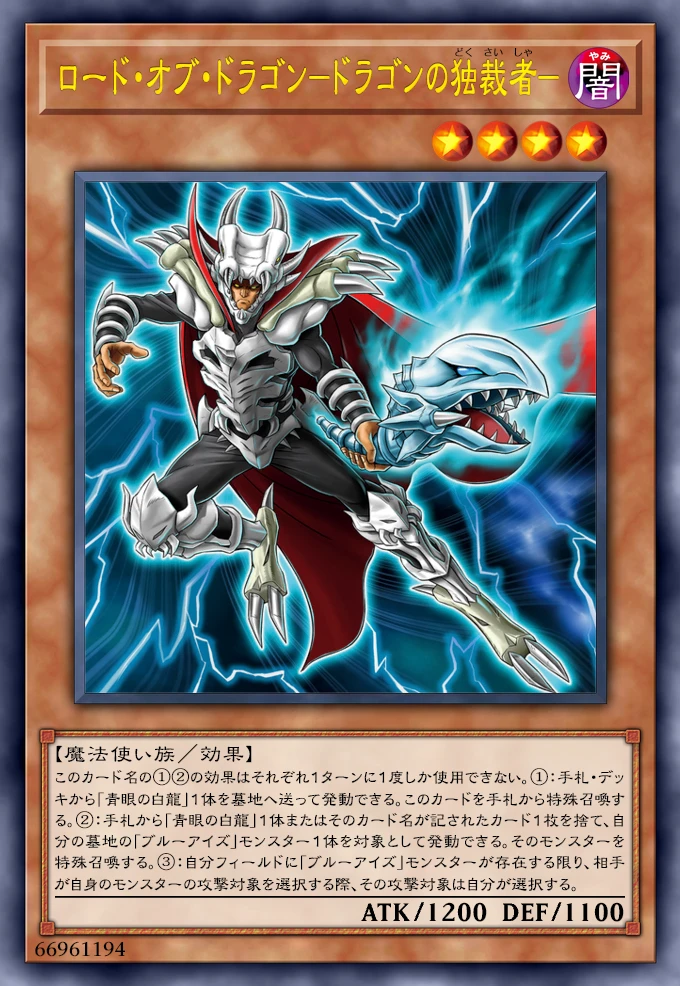 どく さい しゃ
ロード・オブ・ドラゴン−ドラゴンの独裁者−
やみ
闇
【魔法使い族／効果】
このカード名の①②の効果はそれぞれ1ターンに1度しか使用できない。①：手札・デッ
キから「青眼の白龍」1体を墓地へ送って発動できる。このカードを手札から特殊召喚す
る。②：手札から「青眼の白龍」1体またはそのカード名が記されたカード1枚を捨て、自
分の墓地の「ブルーアイズ」モンスター1体を対象として発動できる。そのモンスターを
特殊召喚する。③：自分フィールドに「ブルーアイズ」モンスターが存在する限り、相手
が自身のモンスターの攻撃対象を選択する際、その攻撃対象は自分が選択する。
ATK/1200 DEF/1100
66961194